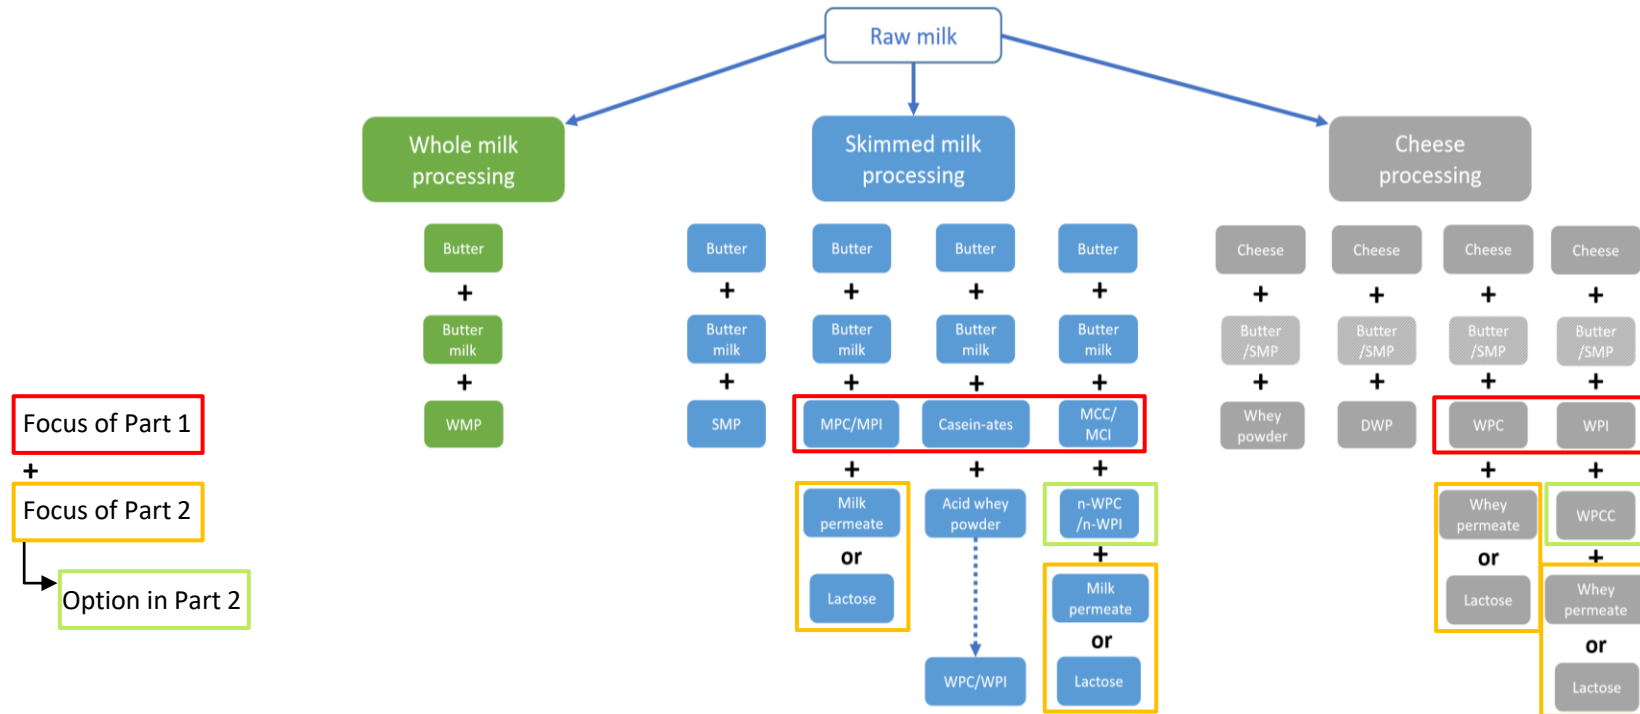 Raw milk
Whole milk
processing
Skimmed milk
processing
Cheese
processing
Butter
Butter
Butter
Butter
Butter
Cheese
Cheese
Cheese
Cheese
+
+
+
+
+
+
+
+
+
Butter
milk
Butter
milk
Butter
milk
Butter
milk
Butter
milk
Butter
/SMP
Butter
/SMP
Butter
/SMP
Butter
/SMP
+
+
+
+
+
+
+
+
+
Focus of Part 1
WMP
SMP
MPC/MPI
Casein-ates
MCC/
MCI
Whey
powder
DWP
WPC
WPI
+
+
+
+
+
+
Focus of Part 2
Milk
permeate
Acid whey
powder
n-WPC
/n-WPI
Whey
permeate
WPCC
or
+
or
+
Option in Part 2
Lactose
Milk
permeate
Lactose
Whey
permeate
or
or
WPC/WPI
Lactose
Lactose